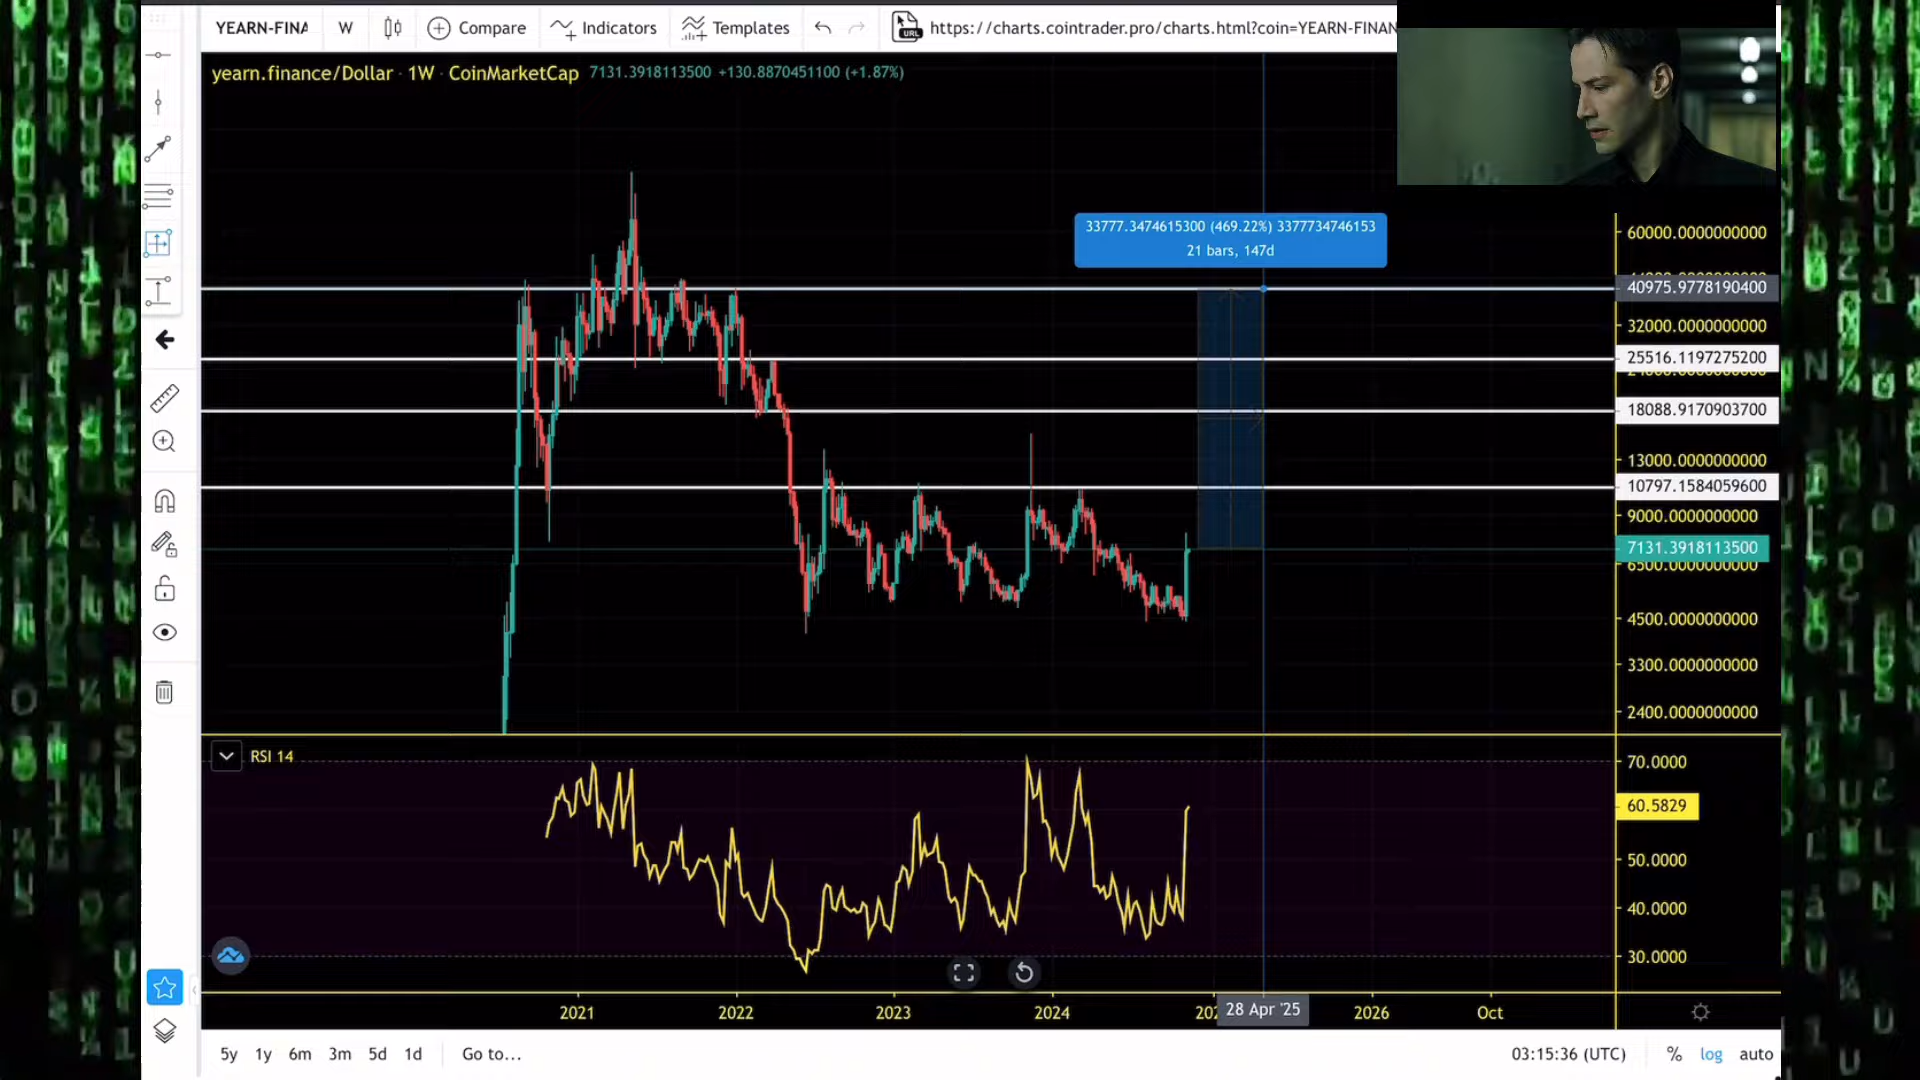 YEARN-FINA W Compare Indicators Templates https://charts.cointrader.pro/charts.html?coin=YEARN-FINAN
URL
yearn.finance/Dollar · 1W · CoinMarketCap 7131.3918113500 +130.8870451100 (+1.87%)
33777.3474615300 (469.22%) 3377734746153
21 bars, 147d
60000.0000000000
40975.9778190400
32000.0000000000
25516.1197275200
18088.9170903700
13000.0000000000
10797.1584059600
9000.0000000000
7131.3918113500
6500.0000000000
4500.0000000000
3300.0000000000
2400.0000000000
RSI 14
70.0000
60.5829
50.0000
40.0000
30.0000
2021 2022 2023 2024 28 Apr '25 2026 Oct
5y 1y 6m 3m 5d 1d Go to... 03:15:36 (UTC) % log auto